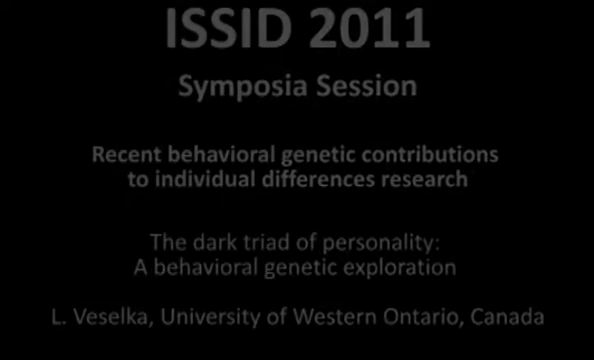 ISSID 2011
Symposia Session
Recent behavioral genetic contributions
to individual differences research
The dark triad of personality:
A behavioral genetic exploration
L. Veselka, University of Western Ontario, Canada